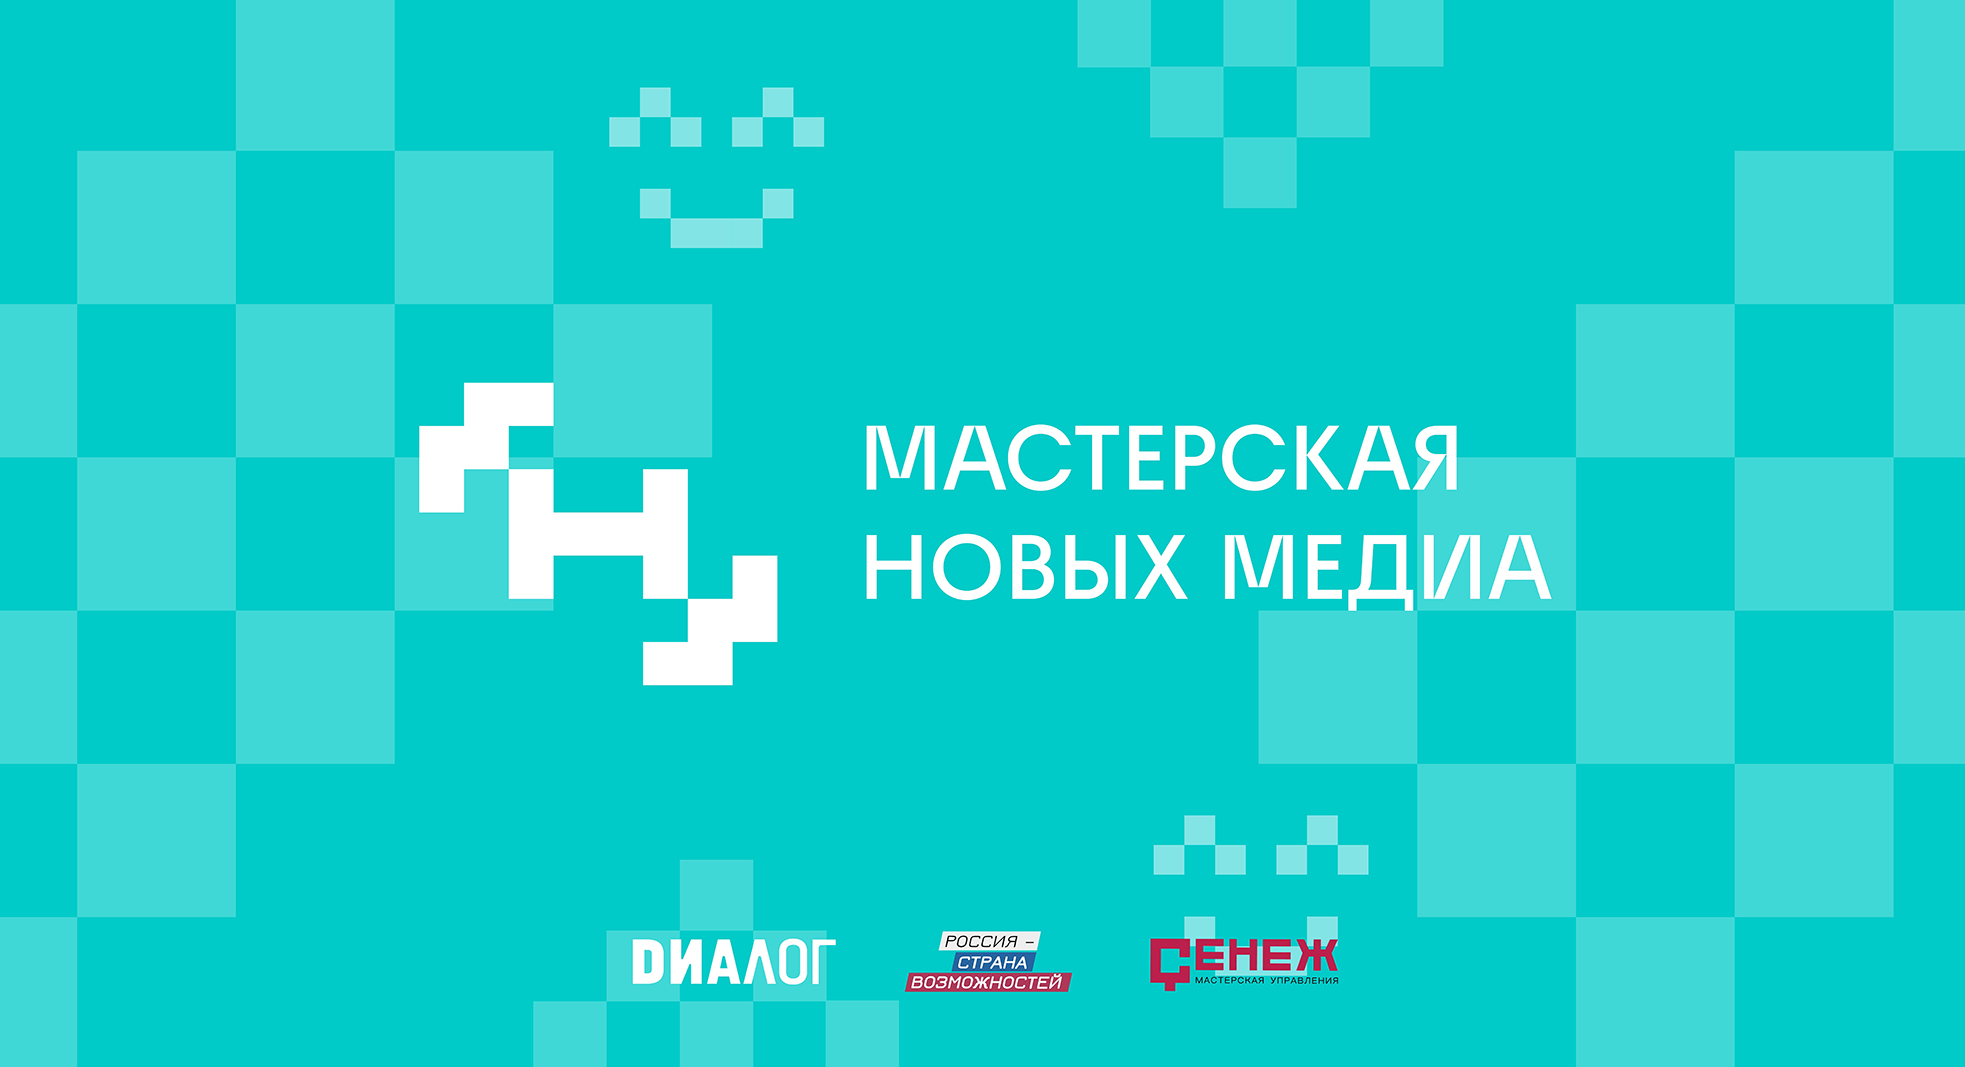 МАСТЕРСКАЯ
НОВЫХ МЕДИА
ДИАЛОГ
РОССИЯ –
СТРАНА
ВОЗМОЖНОСТЕЙ
СЕНЕЖ
МАСТЕРСКАЯ УПРАВЛЕНИЯ